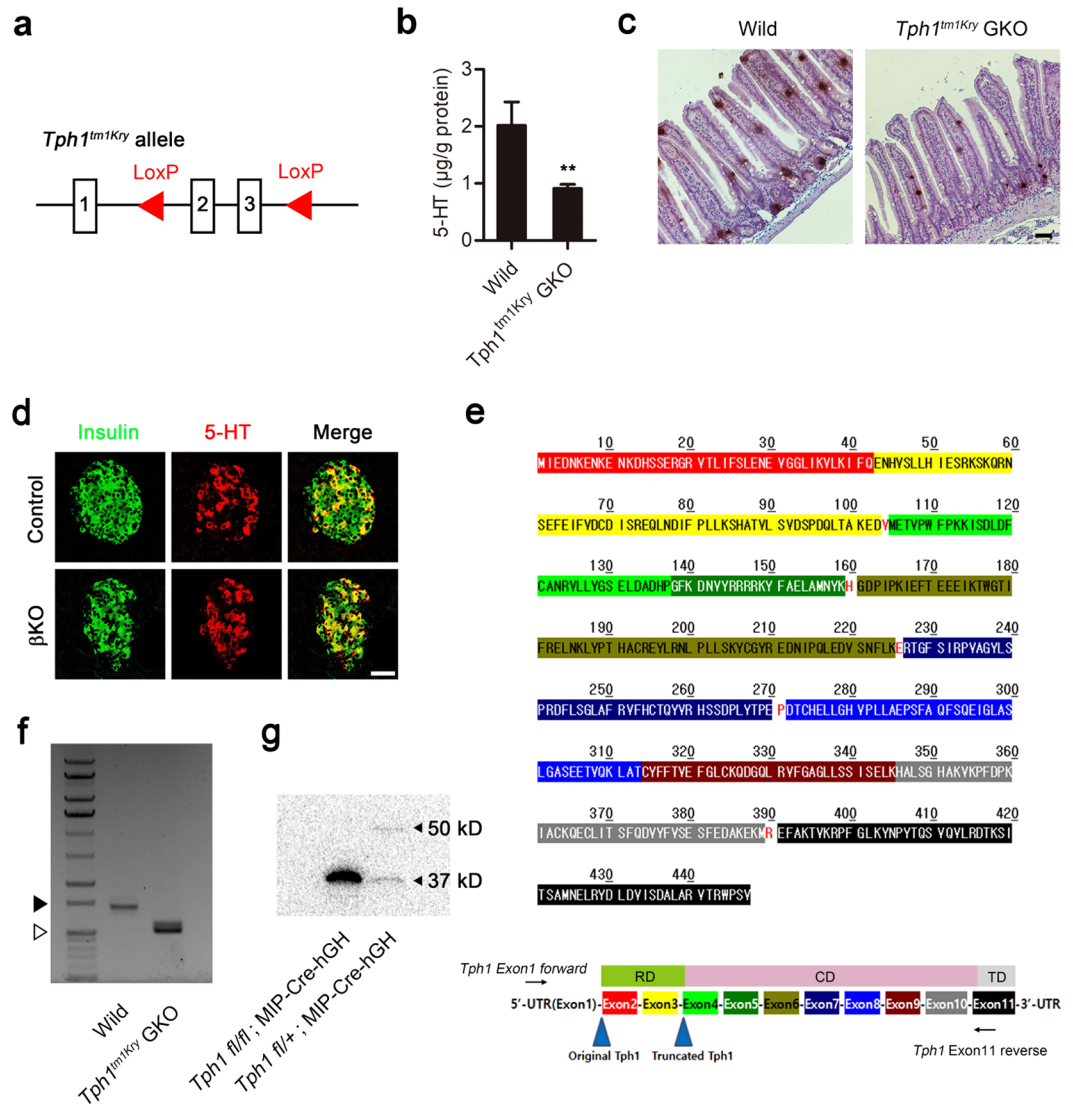 a
Tph1tm1Kry allele
LoxP
LoxP
1
2
3
b
5-HT (µg/g protein)
3
2
1
0
**
Wild
Tph1tm1Kry GKO
c
Wild
Tph1tm1Kry GKO
d
Insulin
5-HT
Merge
Control
βKO
e
10 20 30 40 50 60
MIEDNKENKE NKDHSSERGR VTLIFSLENE VGGLIKVLKI FQENHVSLLH IESRKSKQRN
70 80 90 100 110 120
SEFEIFVDCD ISREQLNDIF PLLKSHATVL SVDSPDQLTA KEDVMETVPW FPKKISDLDF
130 140 150 160 170 180
CANRVLLYGS ELDADHPGFK DNVYRRRRKY FAELAMNYKH GDPIPKIEFT EEEIKTWGTI
190 200 210 220 230 240
FRELNKLYPT HACREYLRNL PLLSKYCGYR EDNIPQLEDV SNFLKERTGF SIRPVAGYLS
250 260 270 280 290 300
PRDFLSGLAF RVFHCTQYVR HSSDPLYTPE PDTCHELLGH VPLLAEPSFA QFSQEIGLAS
310 320 330 340 350 360
LGASEETVQK LATCYFFTVE FGLCKQDGQL RVFGAGLLSS ISELKHALSG HAKVKPFDPK
370 380 390 400 410 420
IACKQECLIT SFQDVYFVSE SFEDAKEKMR EFAKTVKRPF GLKYNPYTQS VQVLRDTKSI
430 440
TSAMNELRYD LDVISDALAR VTRWPSV
Tph1 Exon1 forward
RD
CD
TD
5′-UTR(Exon1)-Exon2-Exon3-Exon4-Exon5-Exon6-Exon7-Exon8-Exon9-Exon10-Exon11-3′-UTR
Original Tph1
Truncated Tph1
Tph1 Exon11 reverse
f
Wild
Tph1tm1Kry GKO
g
50 kD
37 kD
Tph1 fl/fl ; MIP-Cre-hGH
Tph1 fl/+ ; MIP-Cre-hGH